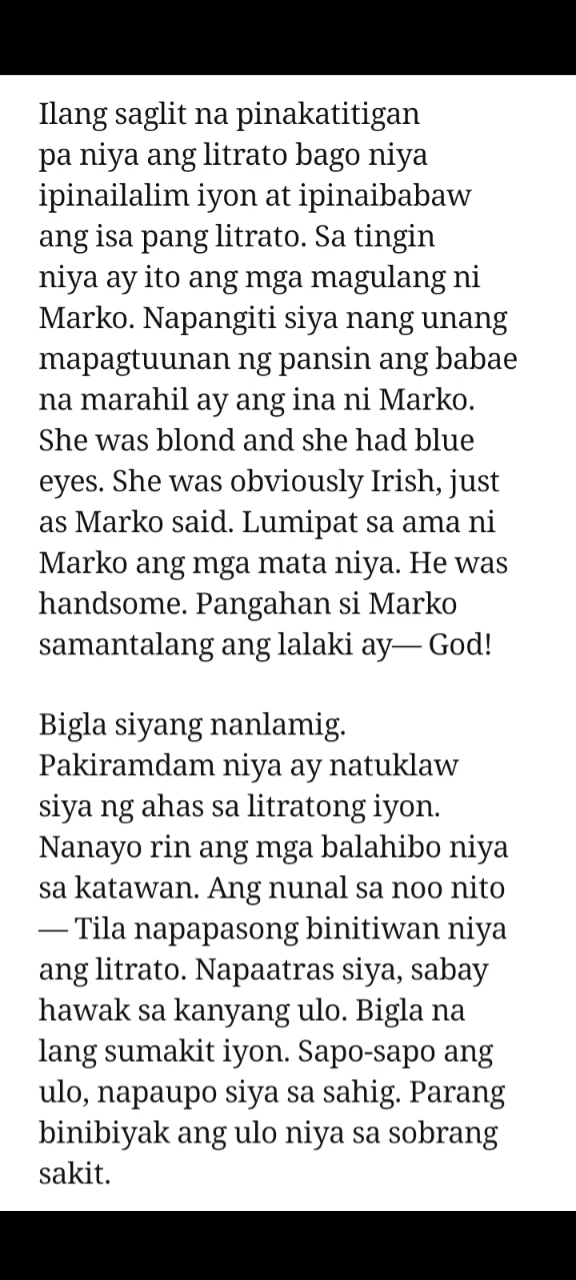 Ilang saglit na pinakatitigan
pa niya ang litrato bago niya
ipinailalim iyon at ipinaibabaw
ang isa pang litrato. Sa tingin
niya ay ito ang mga magulang ni
Marko. Napangiti siya nang unang
mapagtuunan ng pansin ang babae
na marahil ay ang ina ni Marko.
She was blond and she had blue
eyes. She was obviously Irish, just
as Marko said. Lumipat sa ama ni
Marko ang mga mata niya. He was
handsome. Pangahan si Marko
samantalang ang lalaki ay— God!

Bigla siyang nanlamig.
Pakiramdam niya ay natuklaw
siya ng ahas sa litratong iyon.
Nanayo rin ang mga balahibo niya
sa katawan. Ang nunal sa noo nito
— Tila napapasong binitiwan niya
ang litrato. Napaatras siya, sabay
hawak sa kanyang ulo. Bigla na
lang sumakit iyon. Sapo-sapo ang
ulo, napaupo siya sa sahig. Parang
binibiyak ang ulo niya sa sobrang
sakit.